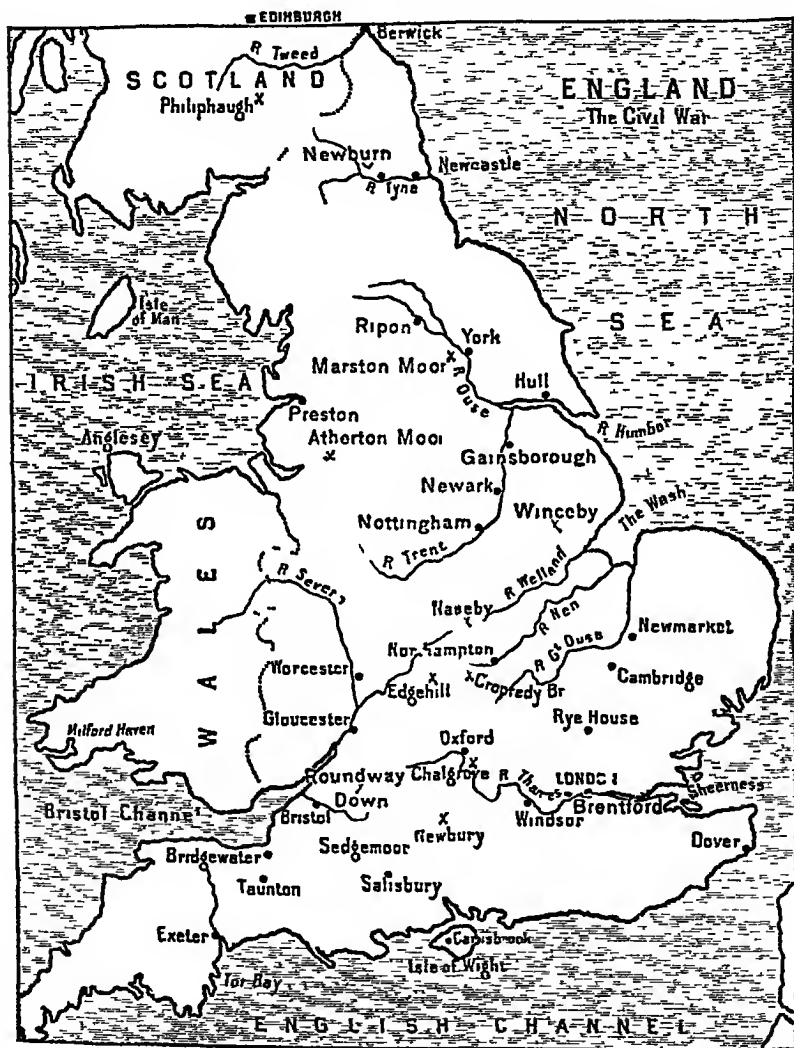 EDINBURGH
Berwick
R Tweed
SCOTLAND
ENGLAND
Philiphaugh
The Civil War
Newburn
Newcastle
R Tyne
NORTH
Isle
of Man
Ripon
SEA
York
Marston Moor
R Ouse
IRISH SEA
Hull
Preston
R Humbor
Anglesey
Atherton Mooi
Gainsborough
Newark
Winceby
The Wash
Nottingham
R Trent
WALES
R Severn
R Welland
Naseby
R Nen
Northampton
R Gt Ouse
Newmarket
Worcester
Edgehill
Cropredy Br
Cambridge
Milford Haven
Gloucester
Rye House
Oxford
Roundway
Chalgrove
R
LONDON
Sheerness
Down
Brentford
Bristol Channel
Bristol
Windsor
Newbury
Dover
Bridgewater
Sedgemoor
Taunton
Salisbury
Exeter
Carisbrook
Isle of Wight
Tor Bay
ENGLISH CHANNEL